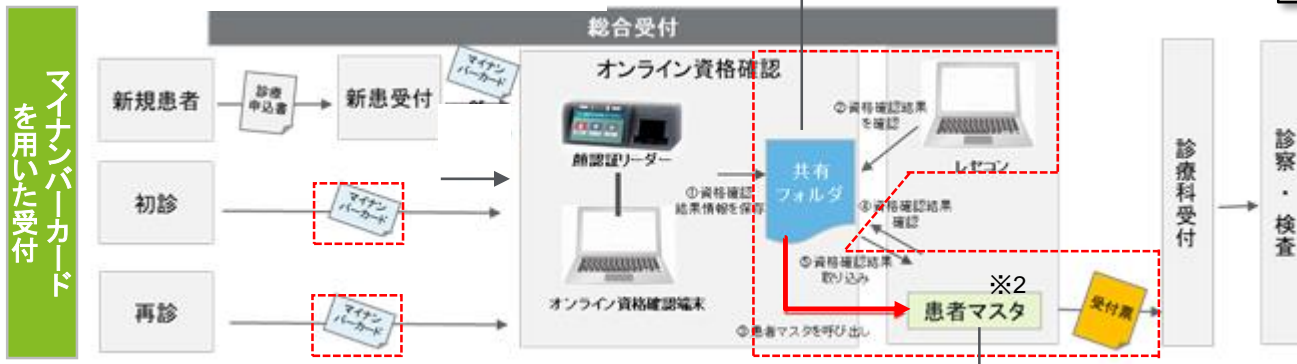 マイナンバーカード
を用いた受付
総合受付
新規患者
診療
申込書
新患受付
マイナン
バーカード
初診
マイナン
バーカード
再診
マイナン
バーカード
オンライン資格確認
顔認証リーダー
オンライン資格確認端末
①資格確認
結果情報を保存
共有
フォルダ
②資格確認結果
を確認
レセコン
④資格確認結果
確認
⑤資格確認結果
取り込み
③患者マスタを呼び出し
※2
患者マスタ
受付票
診療科受付
診察・検査